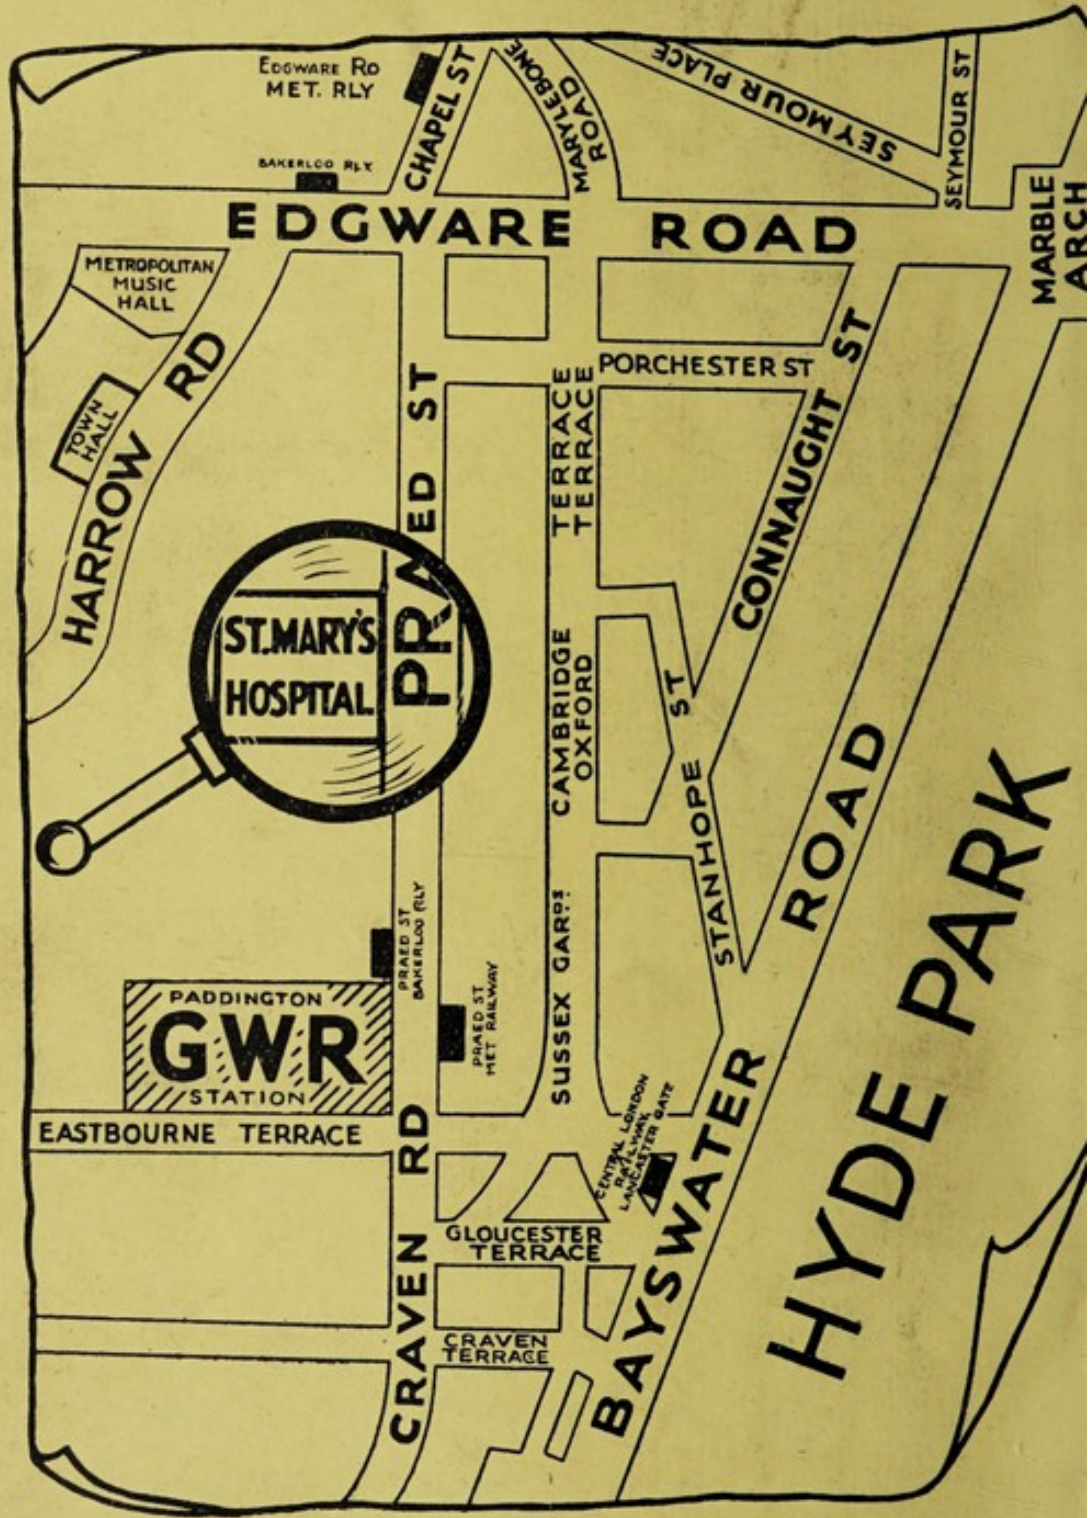 EDGWARE RD
MET. RLY
CHAPEL ST
MARYLEBONE
ROAD
SEYMOUR PLACE
SEYMOUR ST
BAKERLOO RLY
EDGWARE ROAD
MARBLE
ARCH
METROPOLITAN
MUSIC
HALL
HARROW RD
TOWN
HALL
PRAED ST
PORCHESTER ST
CONNAUGHT ST
CAMBRIDGE TERRACE
OXFORD TERRACE
ST. MARY'S
HOSPITAL
STANHOPE ST
SUSSEX GARDS
PRAED ST
BAKERLOO RLY
PRAED ST
MET RAILWAY
PADDINGTON
GWR
STATION
EASTBOURNE TERRACE
CENTRAL LONDON
RAILWAY
LANCASTER GATE
BAYSWATER ROAD
HYDE PARK
GLOUCESTER
TERRACE
CRAVEN RD
CRAVEN
TERRACE